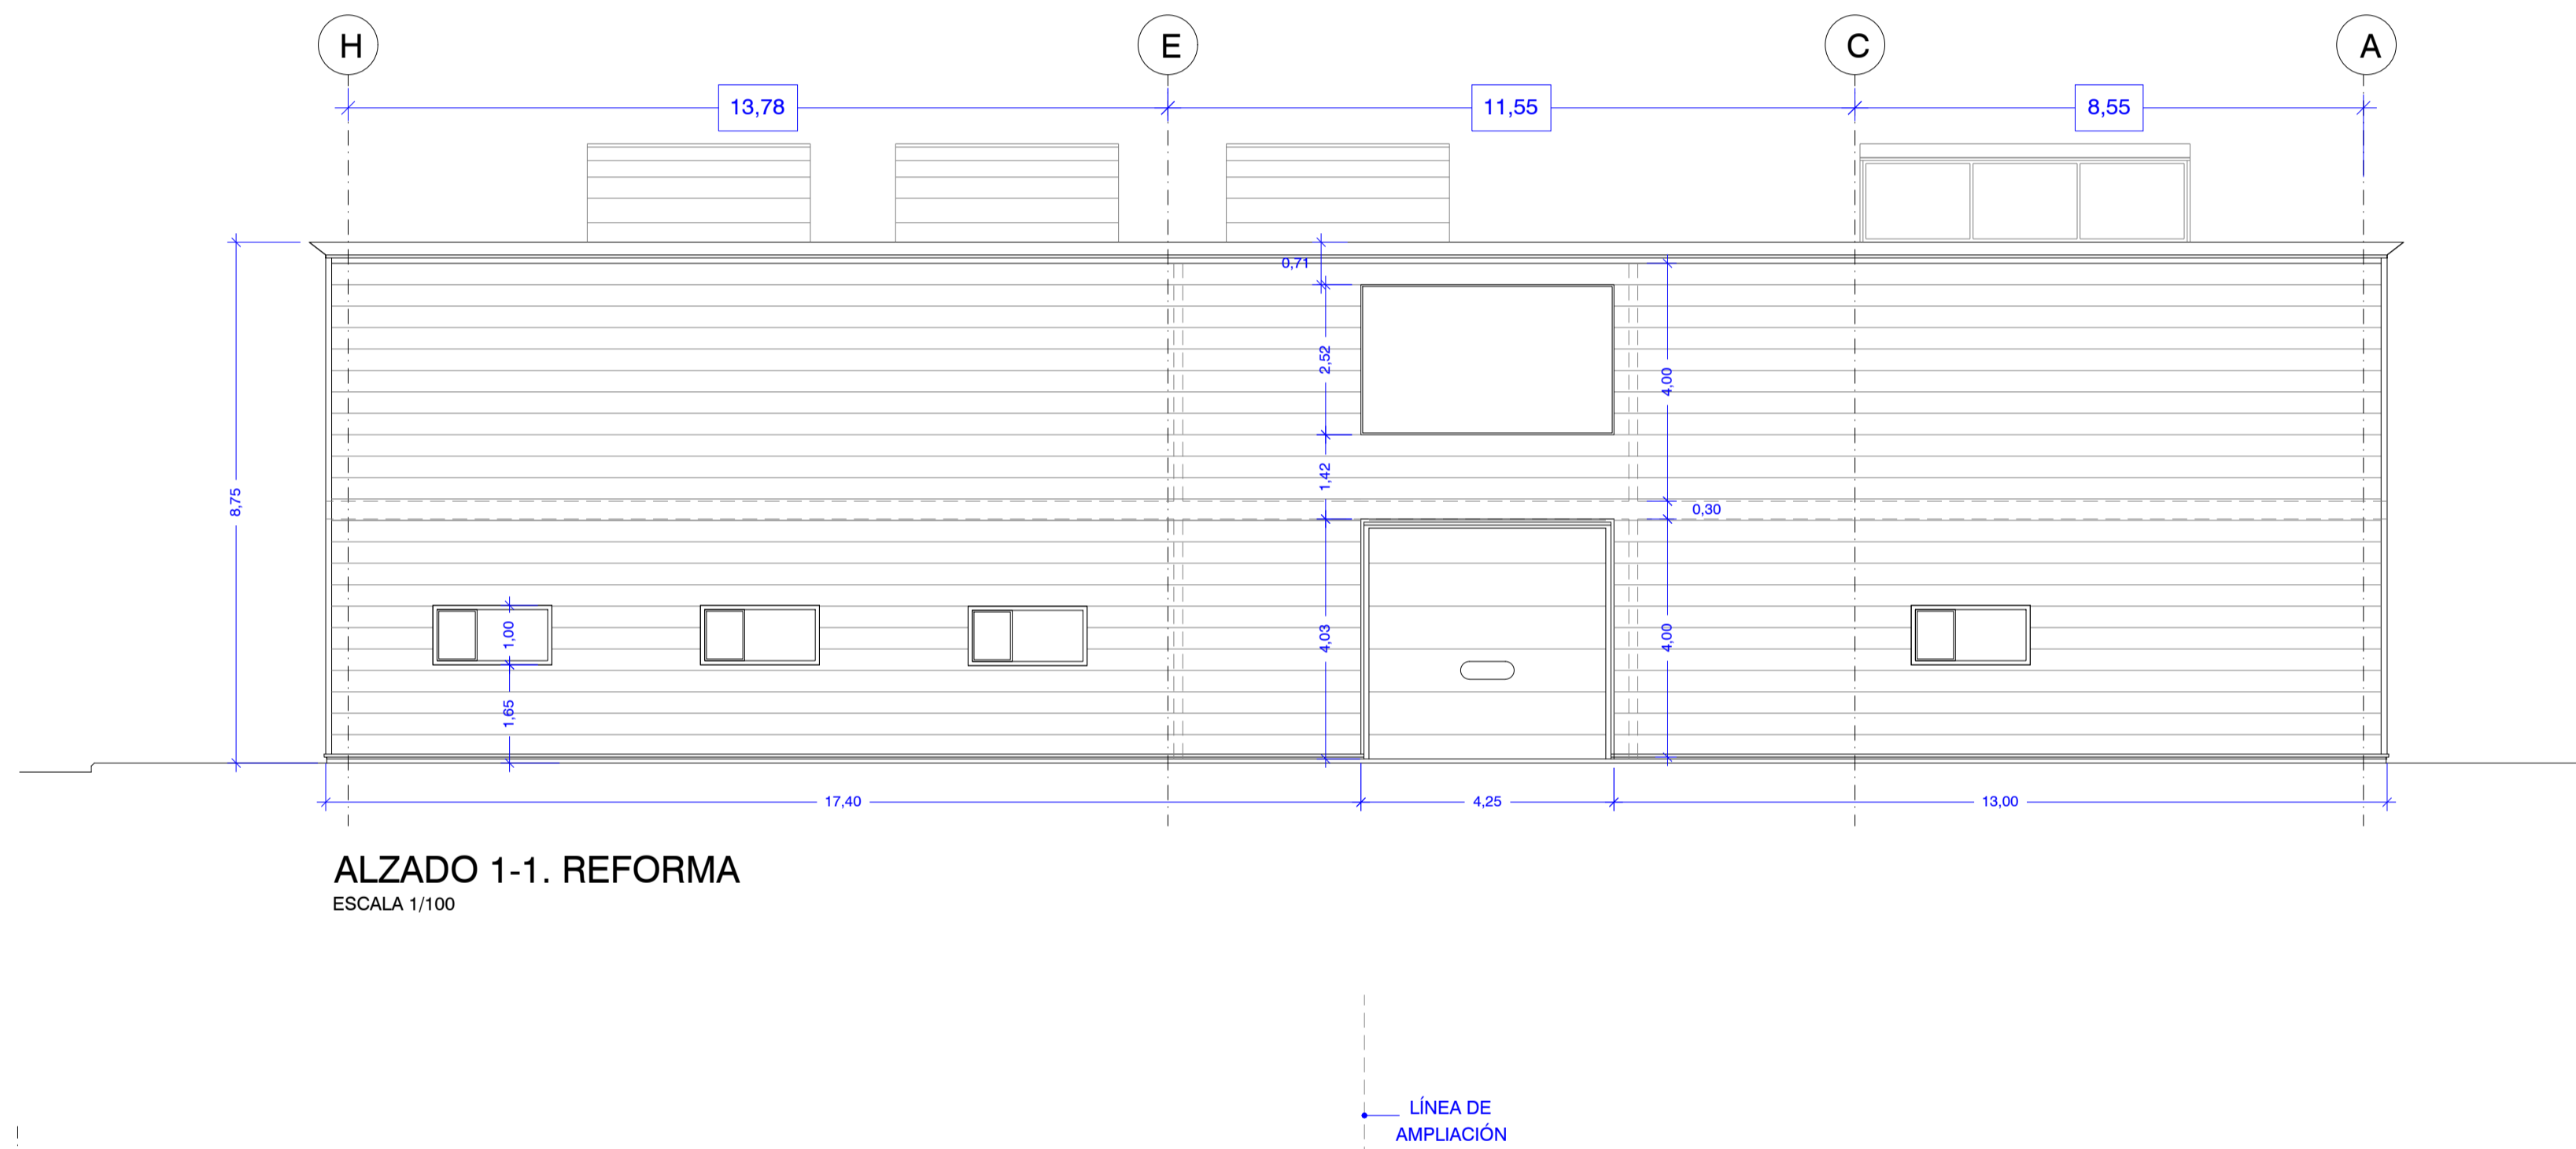 H E C A
13,78 11,55 8,55
0,71
2,52
4,00
8,75
1,42
0,30
1,00
4,03
4,00
1,65
17,40 4,25 13,00
ALZADO 1-1. REFORMA
ESCALA 1/100
LÍNEA DE
AMPLIACIÓN